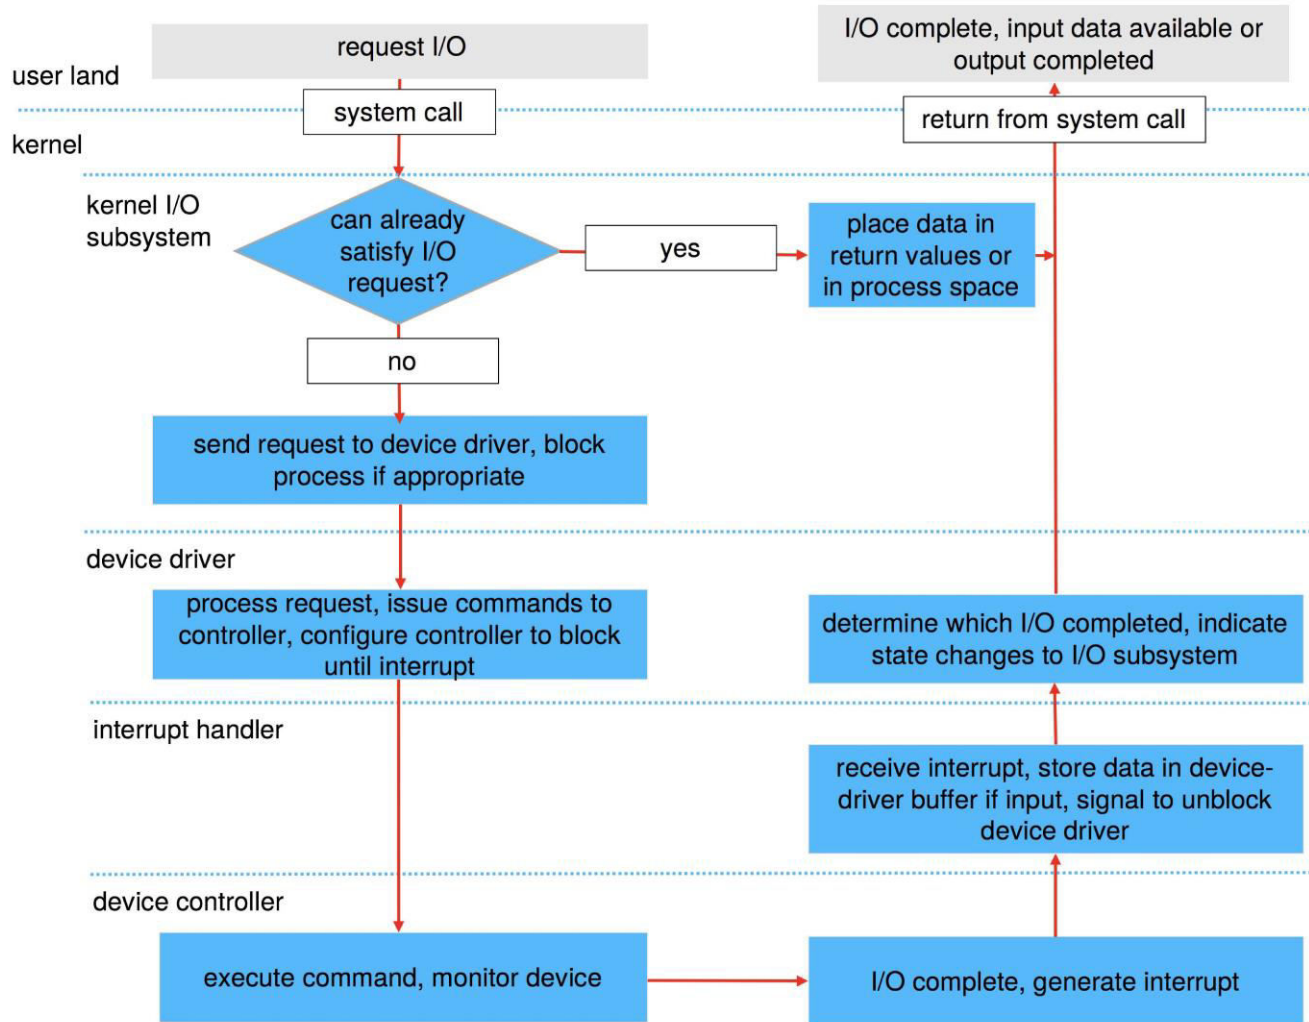 request I/O
I/O complete, input data available or
output completed
user land
system call
return from system call
kernel
kernel I/O
subsystem
can already
satisfy I/O
request?
yes
place data in
return values or
in process space
no
send request to device driver, block
process if appropriate
device driver
process request, issue commands to
controller, configure controller to block
until interrupt
determine which I/O completed, indicate
state changes to I/O subsystem
interrupt handler
receive interrupt, store data in device-
driver buffer if input, signal to unblock
device driver
device controller
execute command, monitor device
I/O complete, generate interrupt